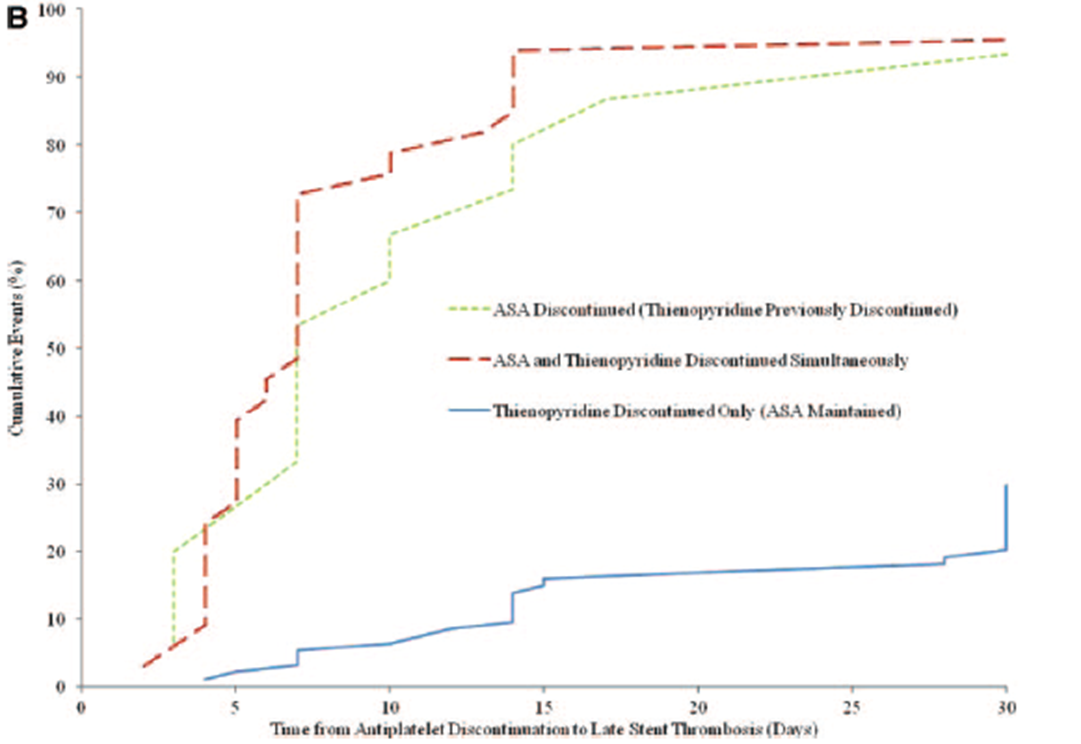 B
100
90
80
70
60
50
40
30
20
10
0
Cumulative Events (%)
ASA Discontinued (Thienopyridine Previously Discontinued)
ASA and Thienopyridine Discontinued Simultaneously
Thienopyridine Discontinued Only (ASA Maintained)
0 5 10 15 20 25 30
Time from Antiplatelet Discontinuation to Late Stent Thrombosis (Days)